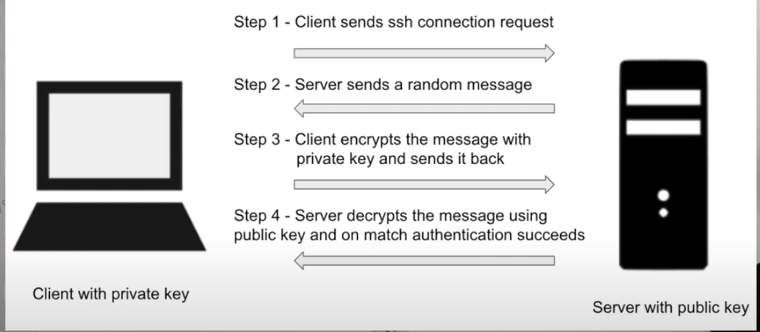 Step 1 - Client sends ssh connection request
Step 2 - Server sends a random message
Step 3 - Client encrypts the message with
private key and sends it back
Step 4 - Server decrypts the message using
public key and on match authentication succeeds
Client with private key
Server with public key